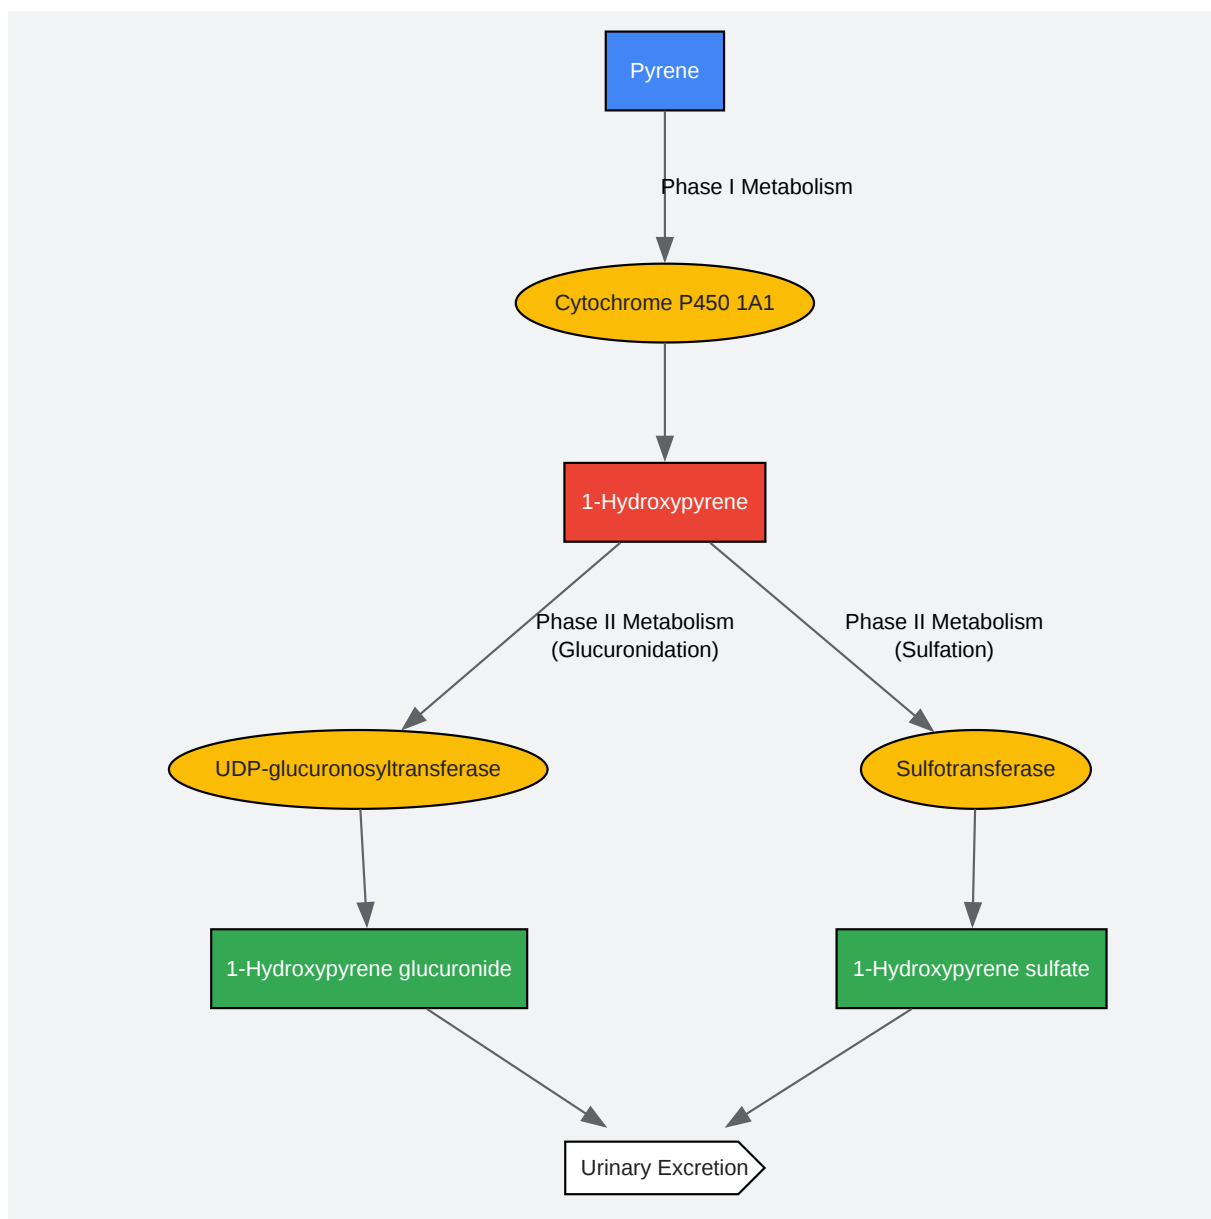 Pyrene
Phase I Metabolism
Cytochrome P450 1A1
1-Hydroxypyrene
Phase II Metabolism
(Glucuronidation)
Phase II Metabolism
(Sulfation)
UDP-glucuronosyltransferase
Sulfotransferase
1-Hydroxypyrene glucuronide
1-Hydroxypyrene sulfate
Urinary Excretion